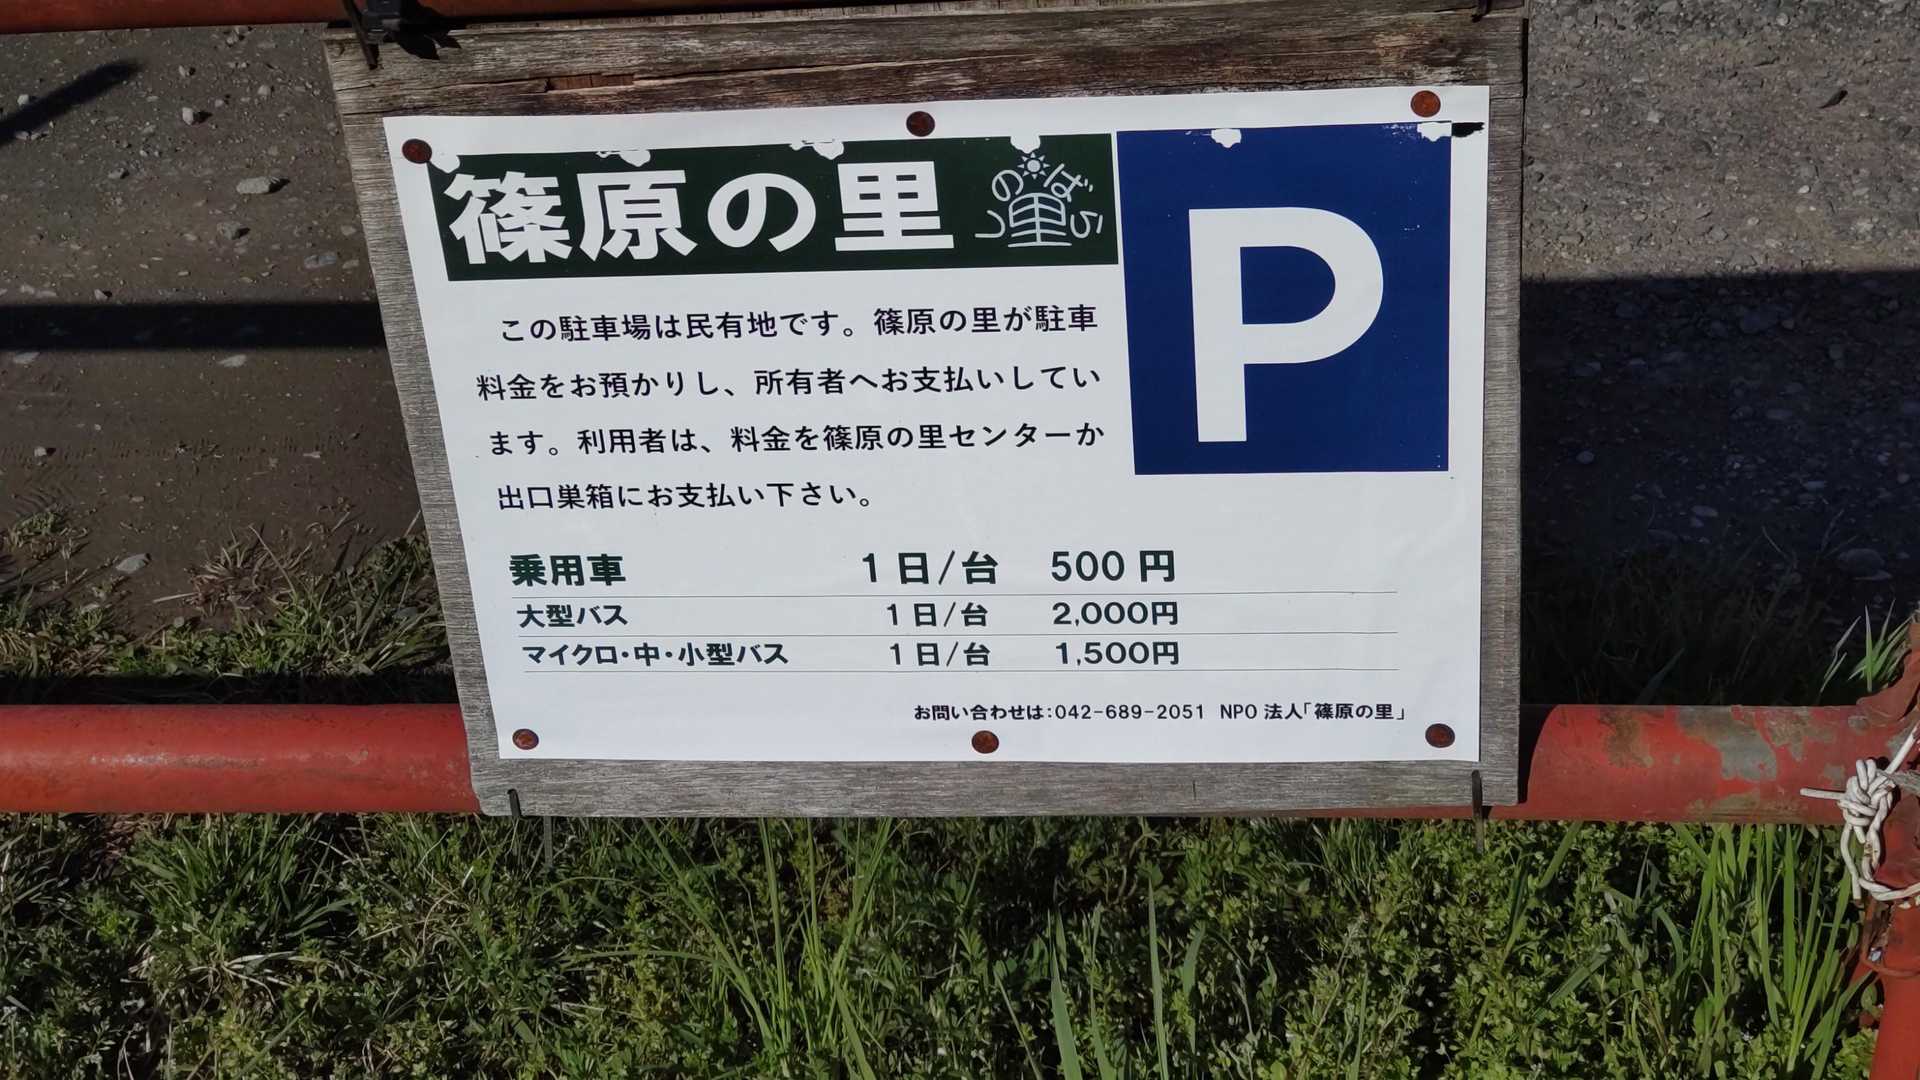 篠原の里
しのばら
里
P
この駐車場は民有地です。篠原の里が駐車
料金をお預かりし、所有者へお支払いしてい
ます。利用者は、料金を篠原の里センターか
出口巣箱にお支払い下さい。
乗用車 1日/台 500円
大型バス 1日/台 2,000円
マイクロ・中・小型バス 1日/台 1,500円
お問い合わせは:042-689-2051 NPO法人「篠原の里」